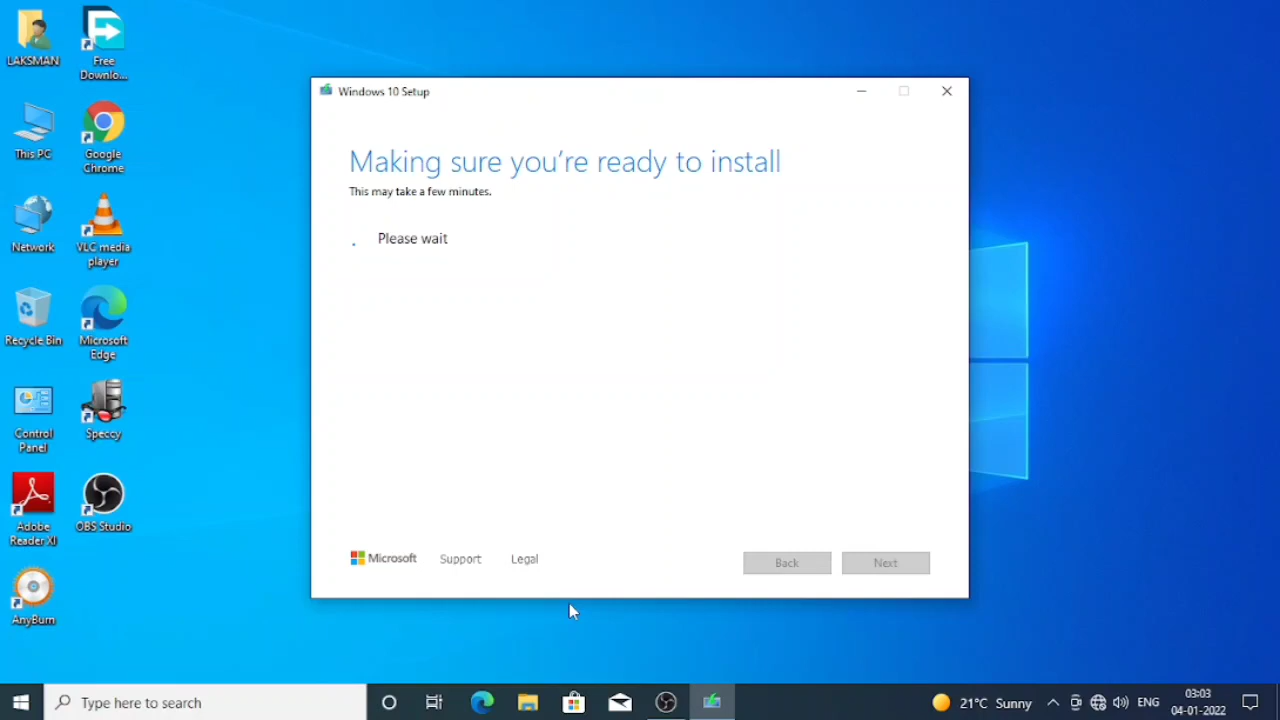 LAKSMAN
Free
Downlo...
This PC
Google
Chrome
Network
VLC media
player
Recycle Bin
Microsoft
Edge
Control
Panel
Speccy
Adobe
Reader XI
OBS Studio
AnyBurn
Windows 10 Setup
Making sure you're ready to install
This may take a few minutes.
Please wait
Microsoft
Support
Legal
Back
Next
Type here to search
21°C Sunny
ENG
03:03
04-01-2022